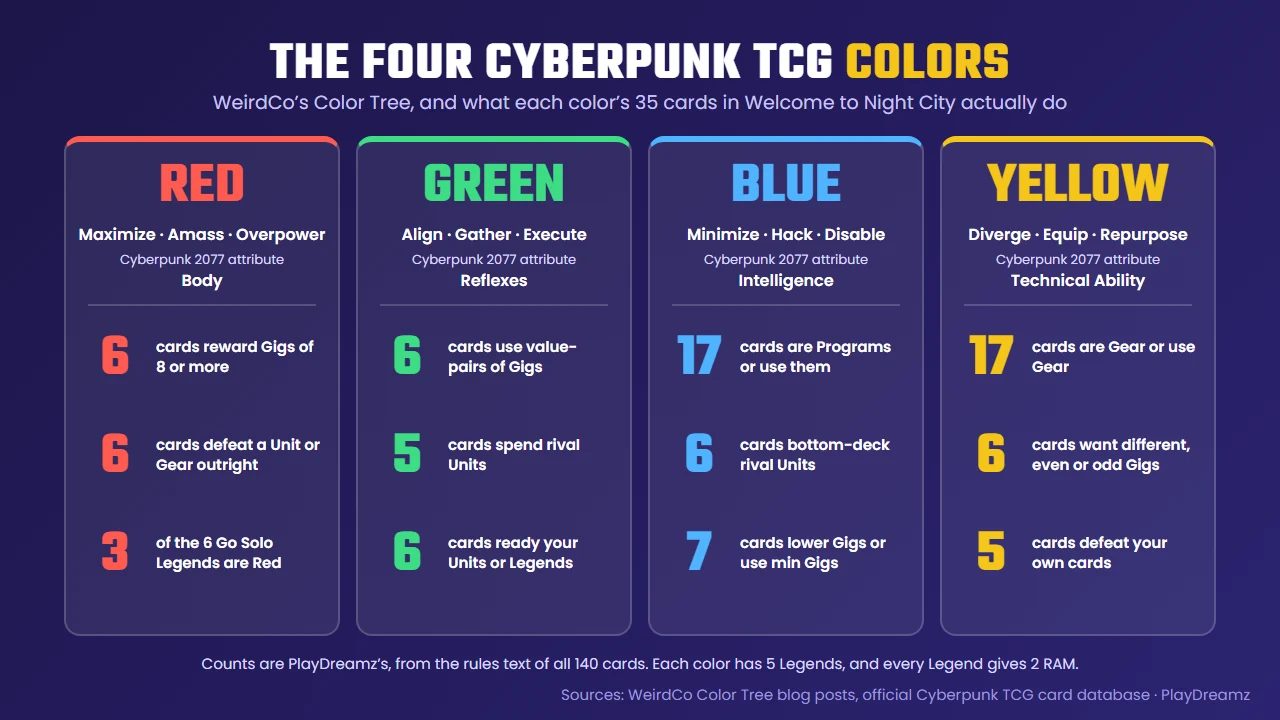 THE FOUR CYBERPUNK TCG COLORS
WeirdCo's Color Tree, and what each color's 35 cards in Welcome to Night City actually do
RED
Maximize · Amass · Overpower
Cyberpunk 2077 attribute
Body
6
cards reward Gigs of
8 or more
6
cards defeat a Unit or
Gear outright
3
of the 6 Go Solo
Legends are Red
GREEN
Align · Gather · Execute
Cyberpunk 2077 attribute
Reflexes
6
cards use value-
pairs of Gigs
5
cards spend rival
Units
6
cards ready your
Units or Legends
BLUE
Minimize · Hack · Disable
Cyberpunk 2077 attribute
Intelligence
17
cards are Programs
or use them
6
cards bottom-deck
rival Units
7
cards lower Gigs or
use min Gigs
YELLOW
Diverge · Equip · Repurpose
Cyberpunk 2077 attribute
Technical Ability
17
cards are Gear or use
Gear
6
cards want different,
even or odd Gigs
5
cards defeat your
own cards
Counts are PlayDreamz's, from the rules text of all 140 cards. Each color has 5 Legends, and every Legend gives 2 RAM.
Sources: WeirdCo Color Tree blog posts, official Cyberpunk TCG card database · PlayDreamz